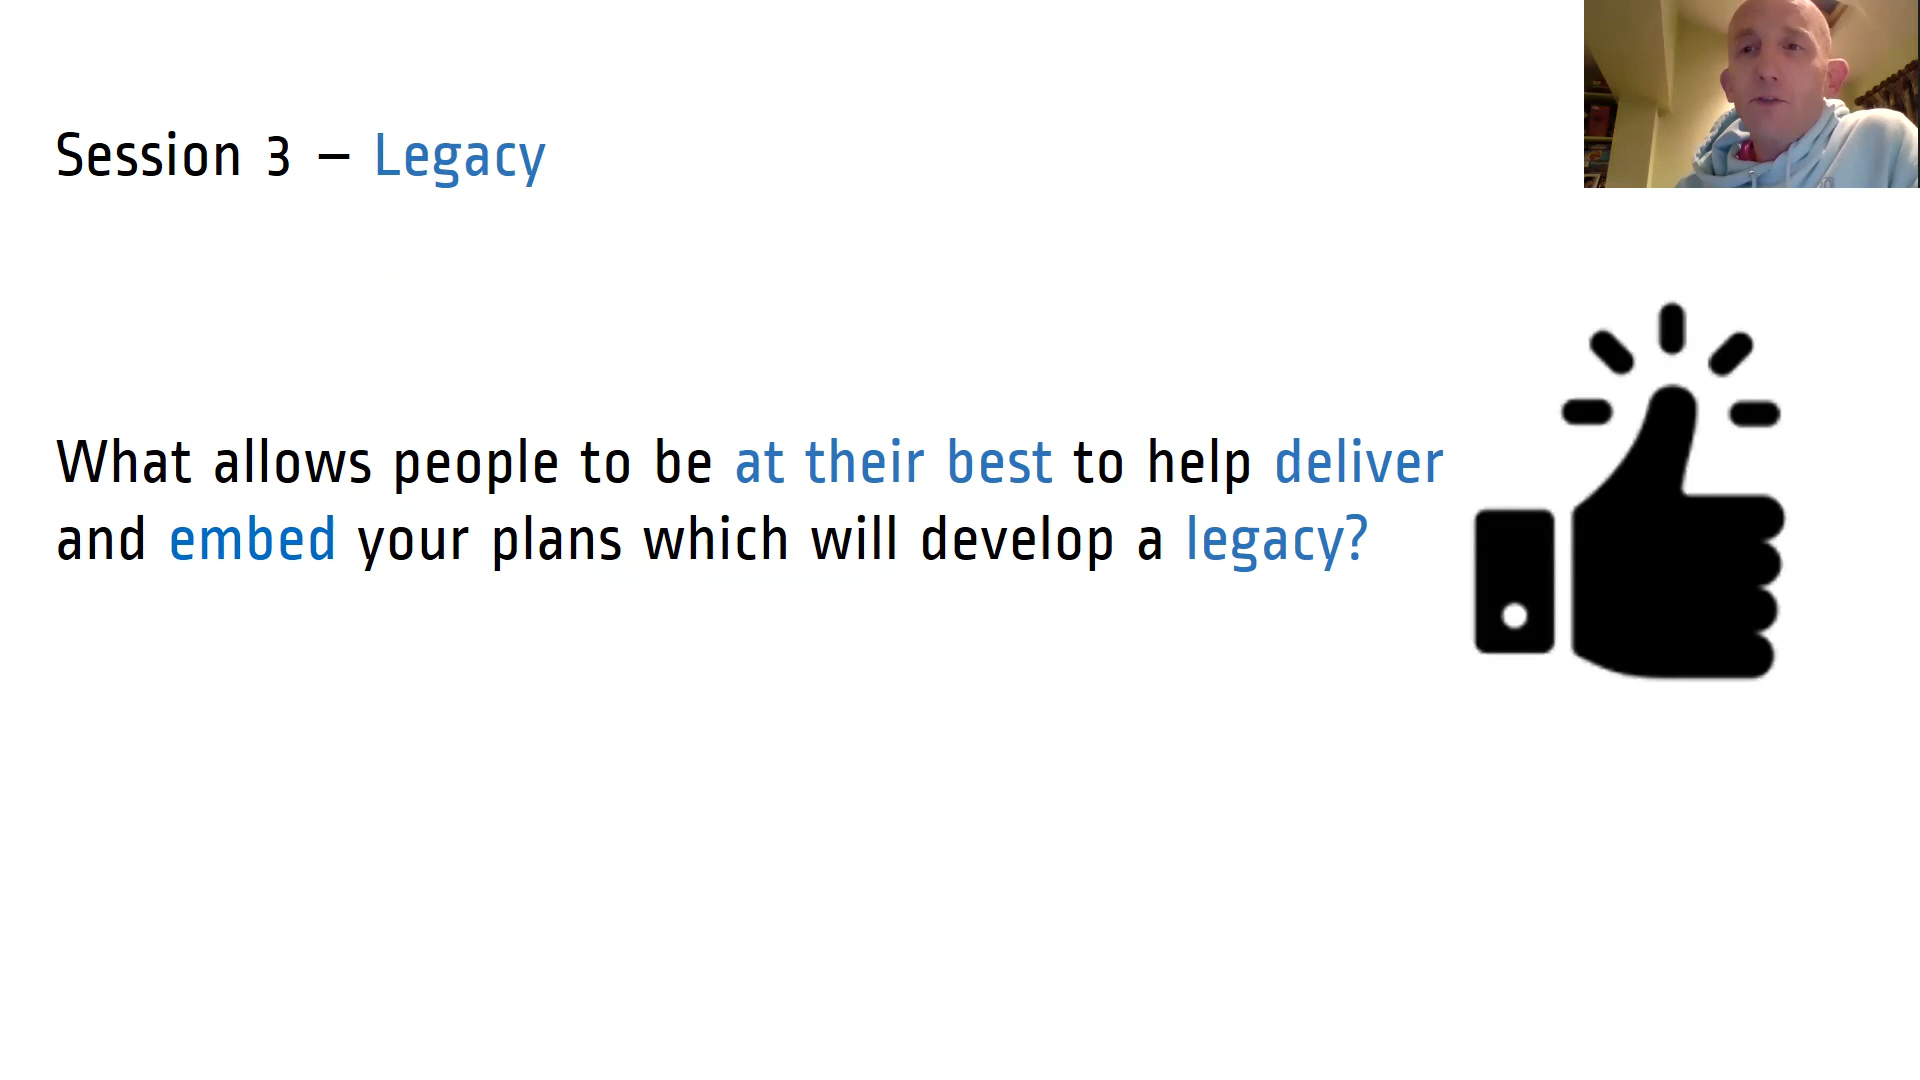 Session 3 – Legacy
What allows people to be at their best to help deliver
and embed your plans which will develop a legacy?